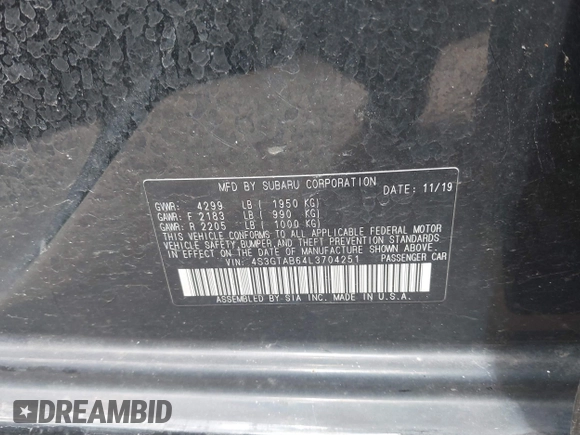 MFD BY SUBARU CORPORATION DATE: 11/19
GVWR: 4299 LB ( 1950 KG)
GAWR: F 2183 LB ( 990 KG)
GAWR: R 2205 LB ( 1000 KG)
THIS VEHICLE CONFORMS TO ALL APPLICABLE FEDERAL MOTOR
VEHICLE SAFETY, BUMPER, AND THEFT PREVENTION STANDARDS
IN EFFECT ON THE DATE OF MANUFACTURE SHOWN ABOVE.
VIN: 4S3GTAB64L3704251 PASSENGER CAR
ASSEMBLED BY SIA INC. MADE IN U.S.A.
DREAMBID